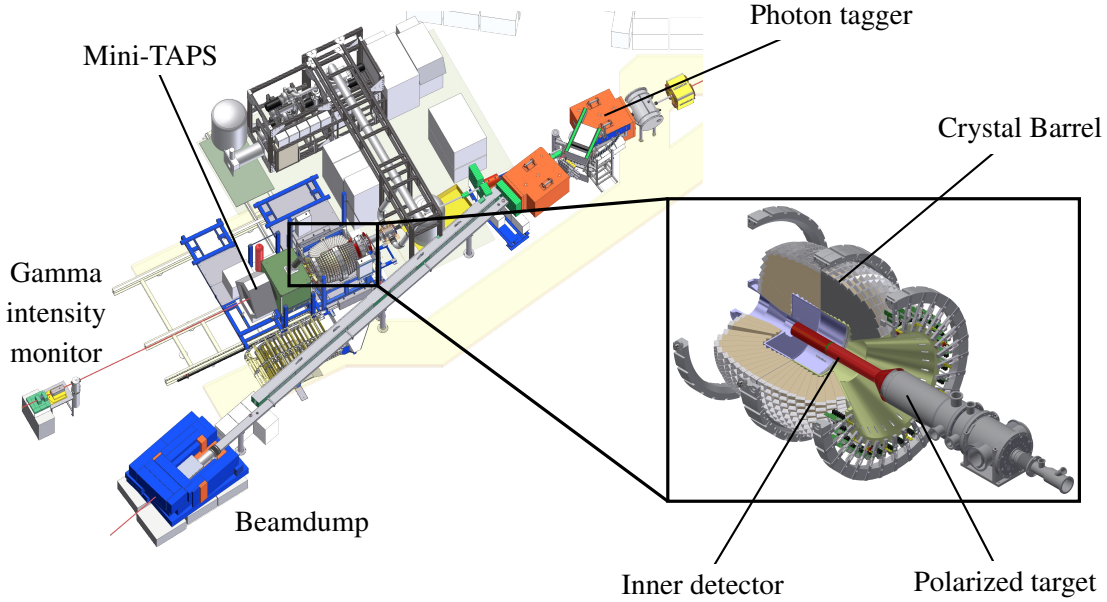 Photon tagger
Mini-TAPS
Crystal Barrel
Gamma
intensity
monitor
Beamdump
Inner detector
Polarized target